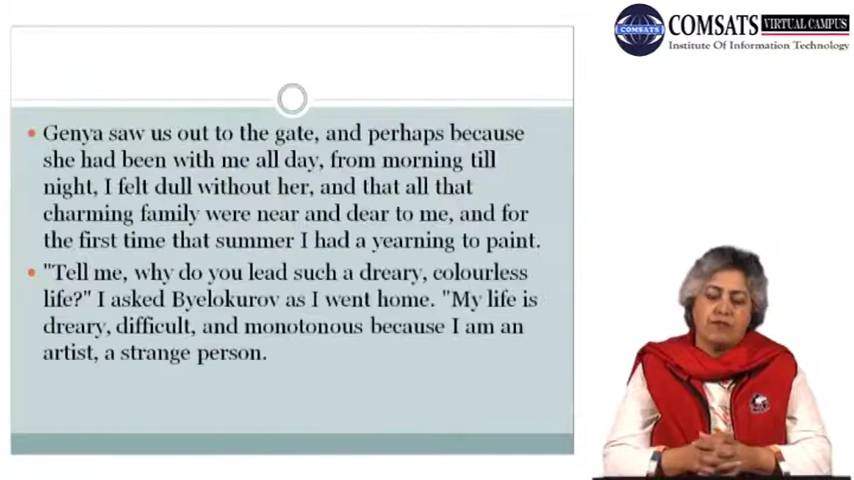 COMSATS VIRTUAL CAMPUS
Institute Of Information Technology
COMSATS
Genya saw us out to the gate, and perhaps because
she had been with me all day, from morning till
night, I felt dull without her, and that all that
charming family were near and dear to me, and for
the first time that summer I had a yearning to paint.
"Tell me, why do you lead such a dreary, colourless
life?" I asked Byelokurov as I went home. "My life is
dreary, difficult, and monotonous because I am an
artist, a strange person.